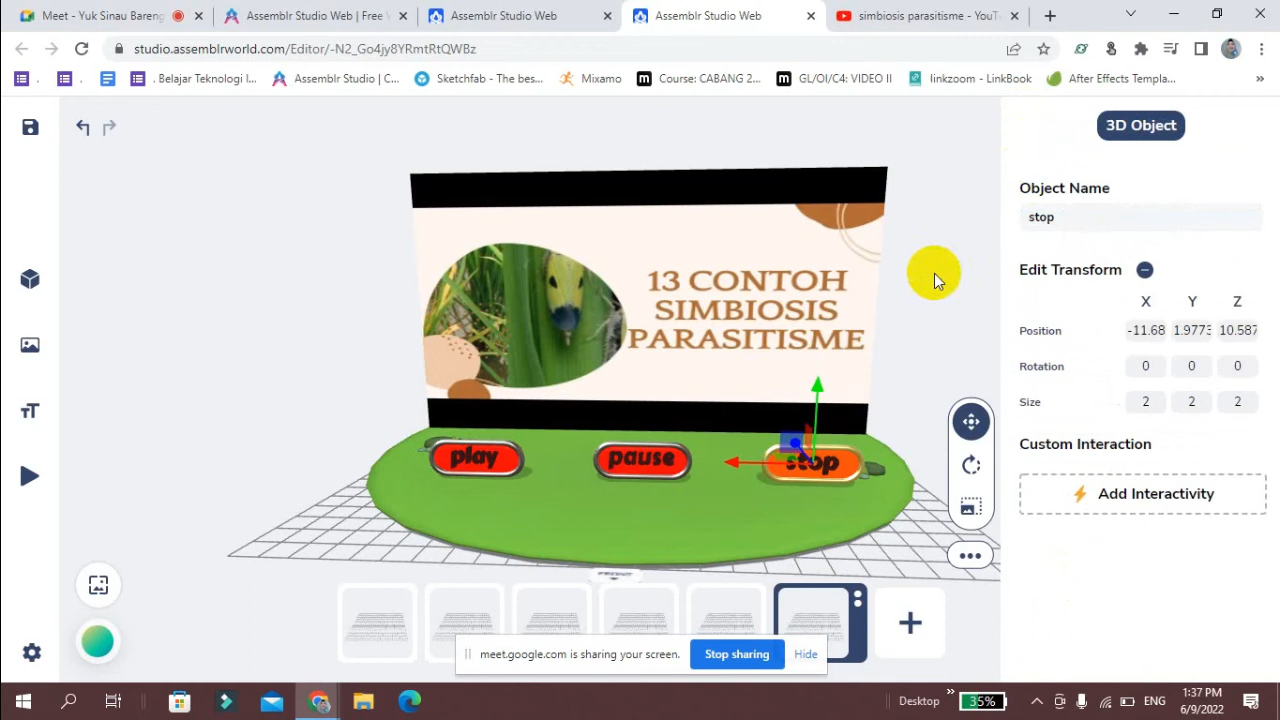 Meet - Yuk Sinau Bareng
Assemblr Studio Web | Free V
Assemblr Studio Web
Assemblr Studio Web
simbiosis parasitisme - YouT
studio.assemblrworld.com/Editor/-N2_Go4jy8YRmtRtQWBz
.
.
. Belajar Teknologi I...
Assemblr Studio | C...
Sketchfab - The bes...
Mixamo
Course: CABANG 2...
GL/OI/C4: VIDEO II
linkzoom - LinkBook
After Effects Templa...
»
3D Object
Object Name
stop
Edit Transform
X Y Z
Position -11.68 1.9773 10.587
Rotation 0 0 0
Size 2 2 2
Custom Interaction
Add Interactivity
13 CONTOH
SIMBIOSIS
PARASITISME
play
pause
stop
meet.google.com is sharing your screen.
Stop sharing
Hide
Desktop
»
35%
ENG
1:37 PM
6/9/2022